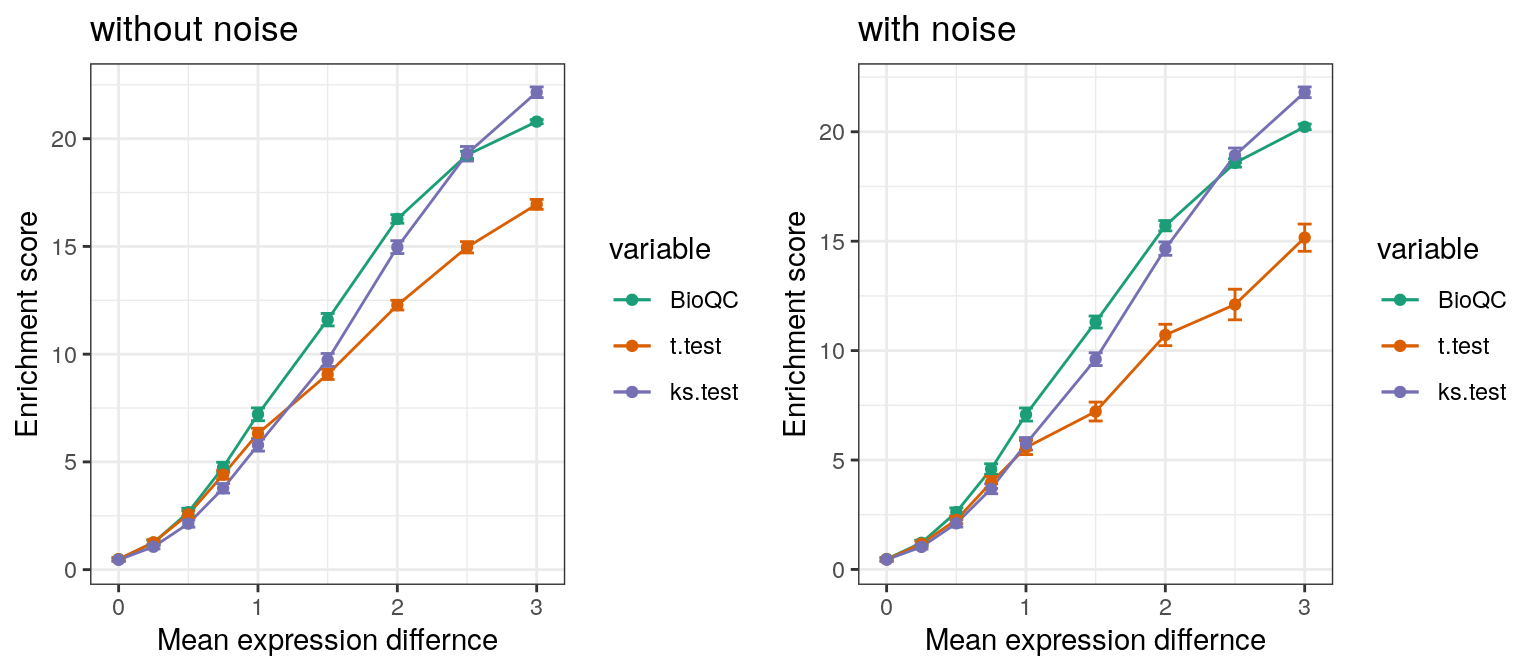 without noise
20
15
10
5
0
0 1 2 3
Enrichment score
Mean expression differnce
variable
BioQC
t.test
ks.test
with noise
20
15
10
5
0
0 1 2 3
Enrichment score
Mean expression differnce
variable
BioQC
t.test
ks.test